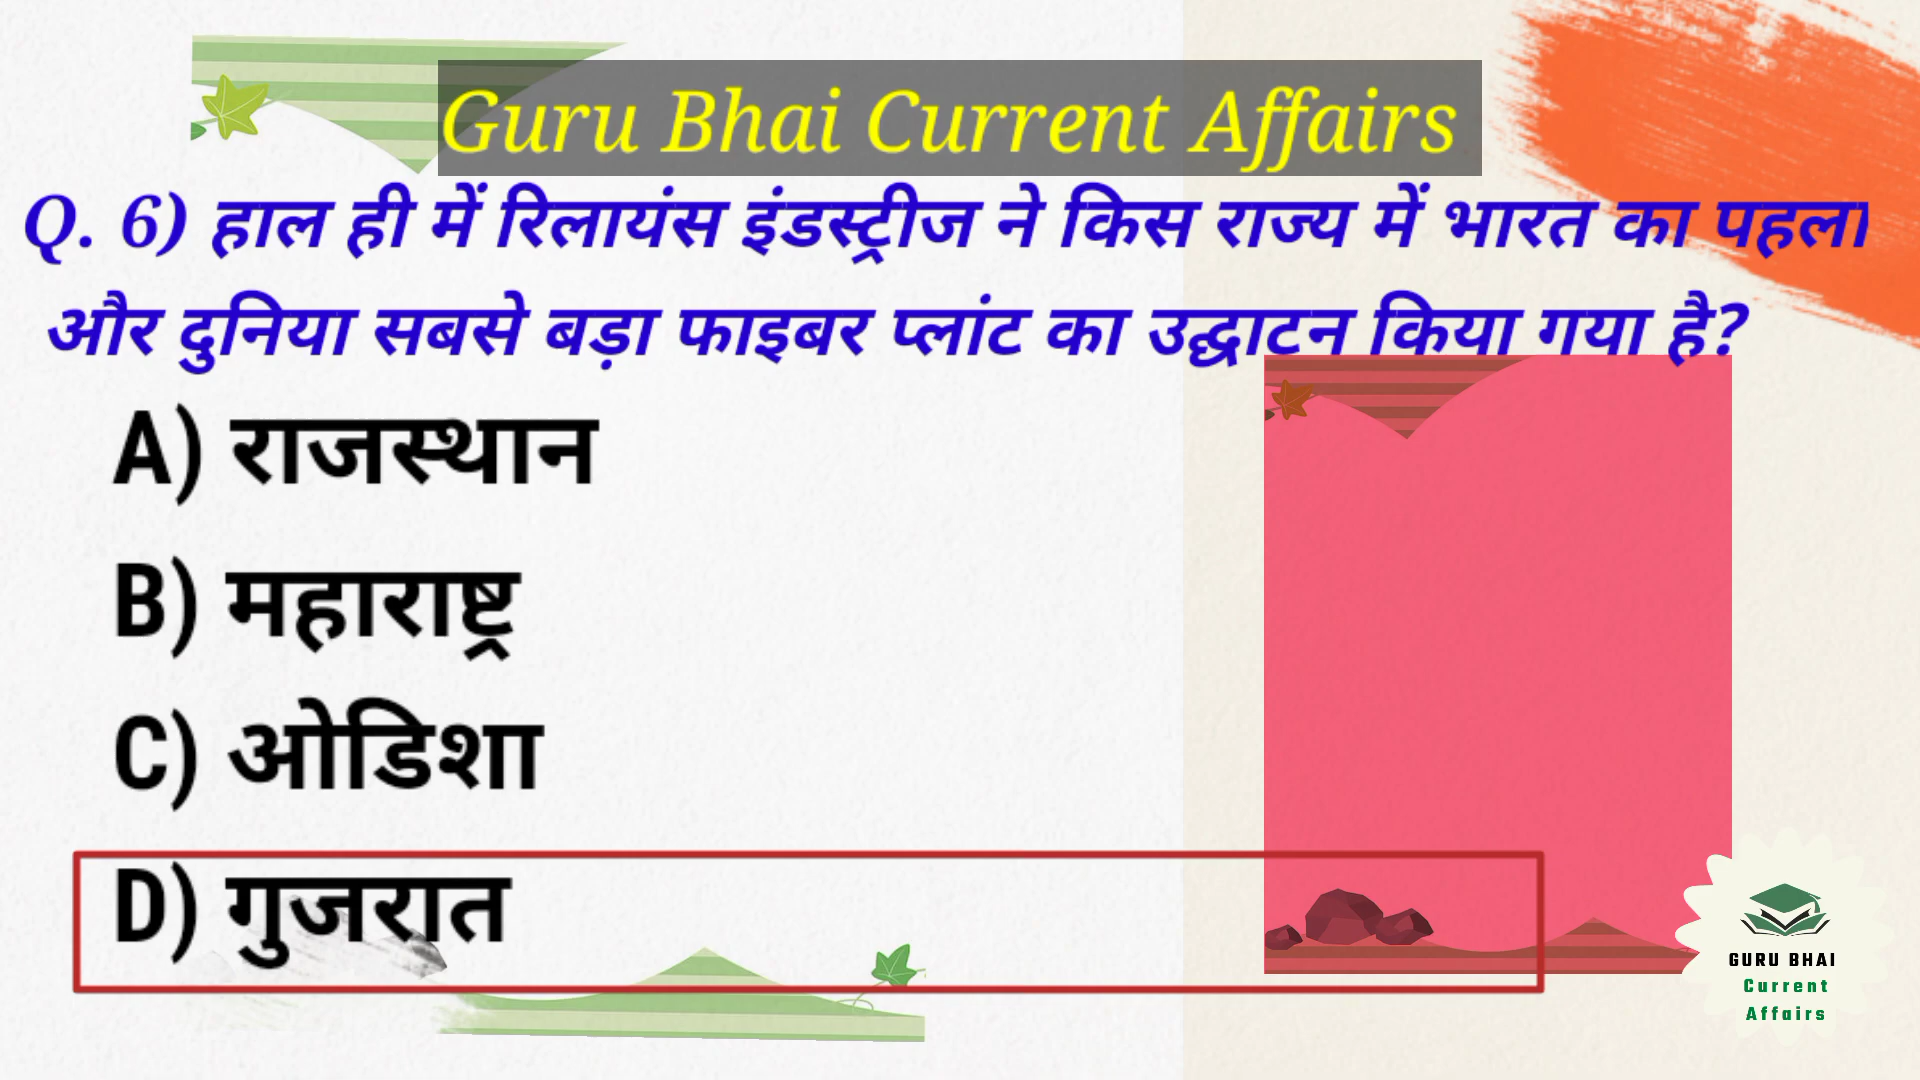 Guru Bhai Current Affairs
Q. 6) हाल ही में रिलायंस इंडस्ट्रीज ने किस राज्य में भारत का पहला
और दुनिया सबसे बड़ा फाइबर प्लांट का उद्घाटन किया गया है?
A) राजस्थान
B) महाराष्ट्र
C) ओडिशा
D) गुजरात
GURU BHAI
Current
Affairs